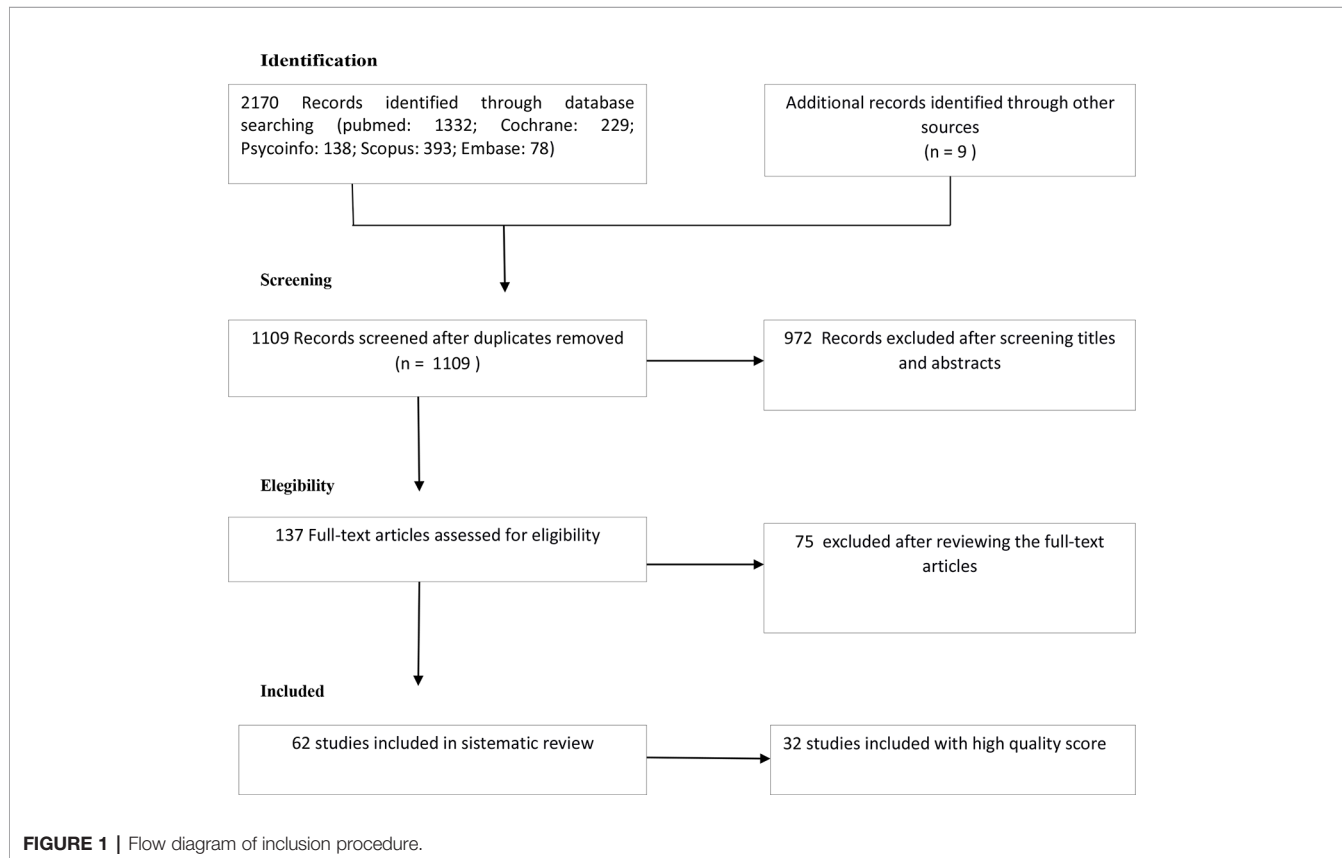 Identification
2170 Records identified through database
searching (pubmed: 1332; Cochrane: 229;
Psycoinfo: 138; Scopus: 393; Embase: 78)
Additional records identified through other
sources
(n = 9 )
Screening
1109 Records screened after duplicates removed
(n = 1109 )
972 Records excluded after screening titles
and abstracts
Elegibility
137 Full-text articles assessed for eligibility
75 excluded after reviewing the full-text
articles
Included
62 studies included in sistematic review
32 studies included with high quality score
FIGURE 1 | Flow diagram of inclusion procedure.